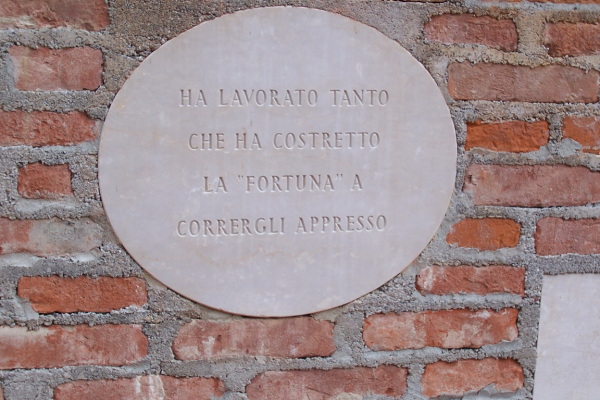 HA LAVORATO TANTO
CHE HA COSTRETTO
LA "FORTUNA" A
CORRERGLI APPRESSO